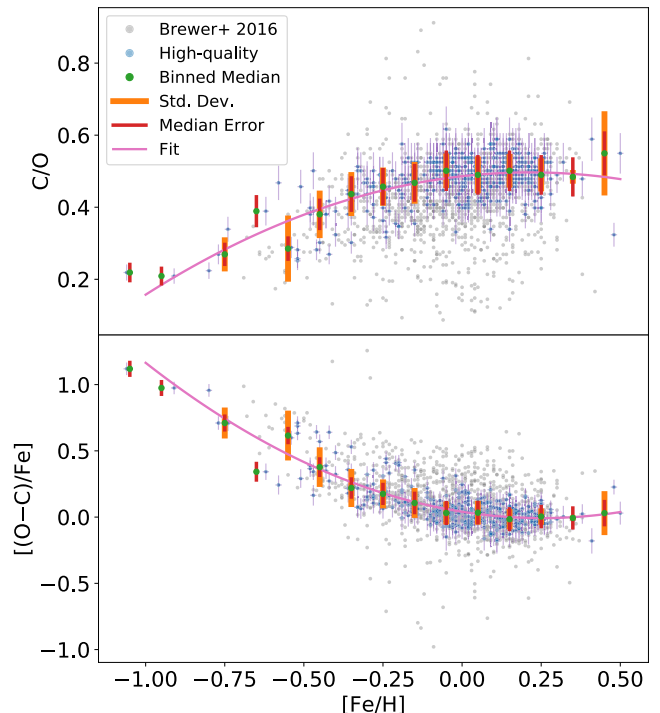 Brewer+ 2016
High-quality
Binned Median
Std. Dev.
Median Error
Fit
C/O
0.8
0.6
0.4
0.2
[(O−C)/Fe]
1.0
0.5
0.0
−0.5
−1.0
−1.00 −0.75 −0.50 −0.25 0.00 0.25 0.50
[Fe/H]